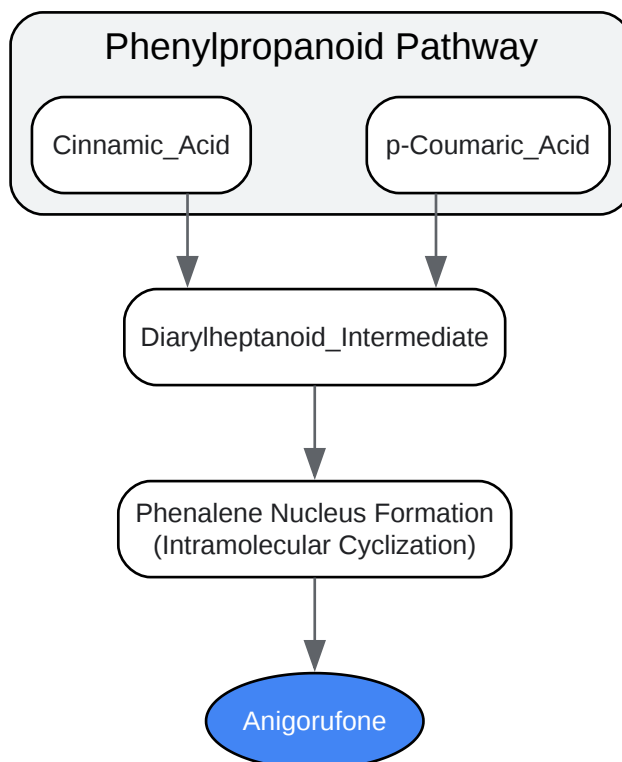 Phenylpropanoid Pathway
Cinnamic_Acid
p-Coumaric_Acid
Diarylheptanoid_Intermediate
Phenalene Nucleus Formation
(Intramolecular Cyclization)
Anigorufone